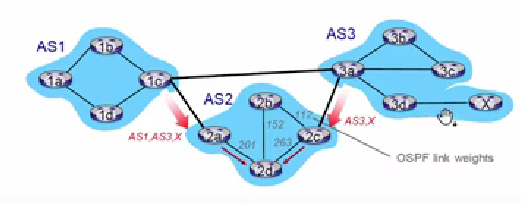 AS1
1b
1a
1c
1d
AS3
3b
3a
3c
3d
X
AS2
2b
2a
2c
2d
152
112
201
263
AS1,AS3,X
AS3,X
OSPF link weights